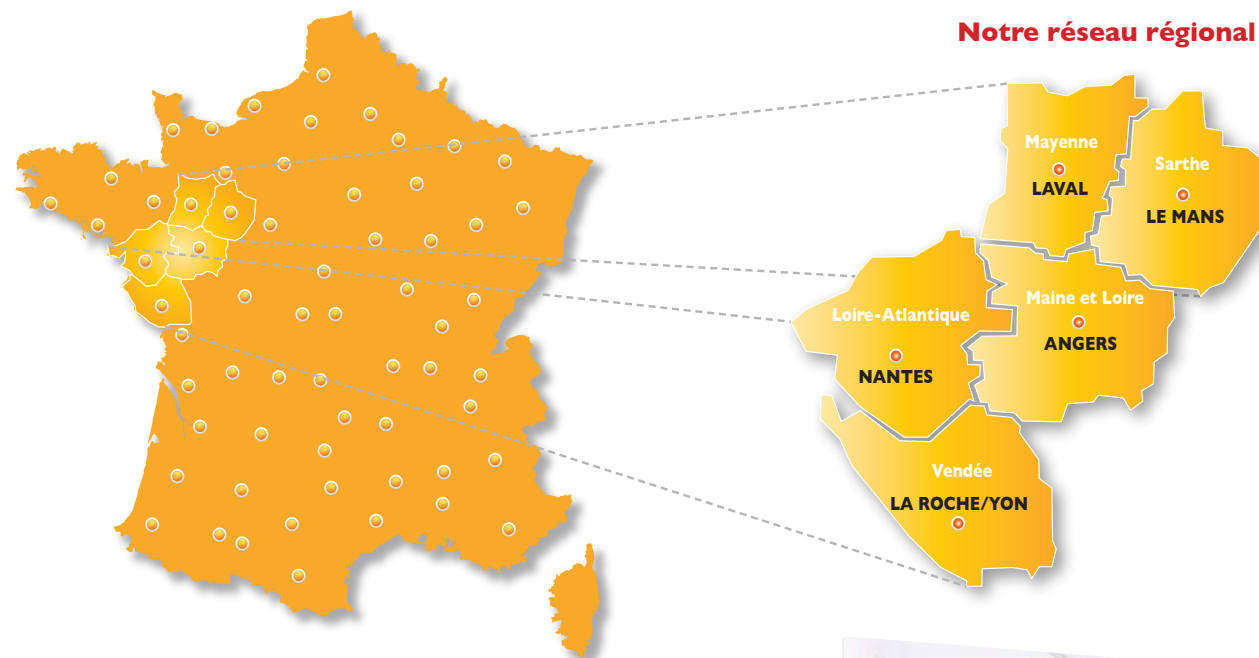 Notre réseau régional
Mayenne
LAVAL
Sarthe
LE MANS
Loire-Atlantique
NANTES
Maine et Loire
ANGERS
Vendée
LA ROCHE/YON